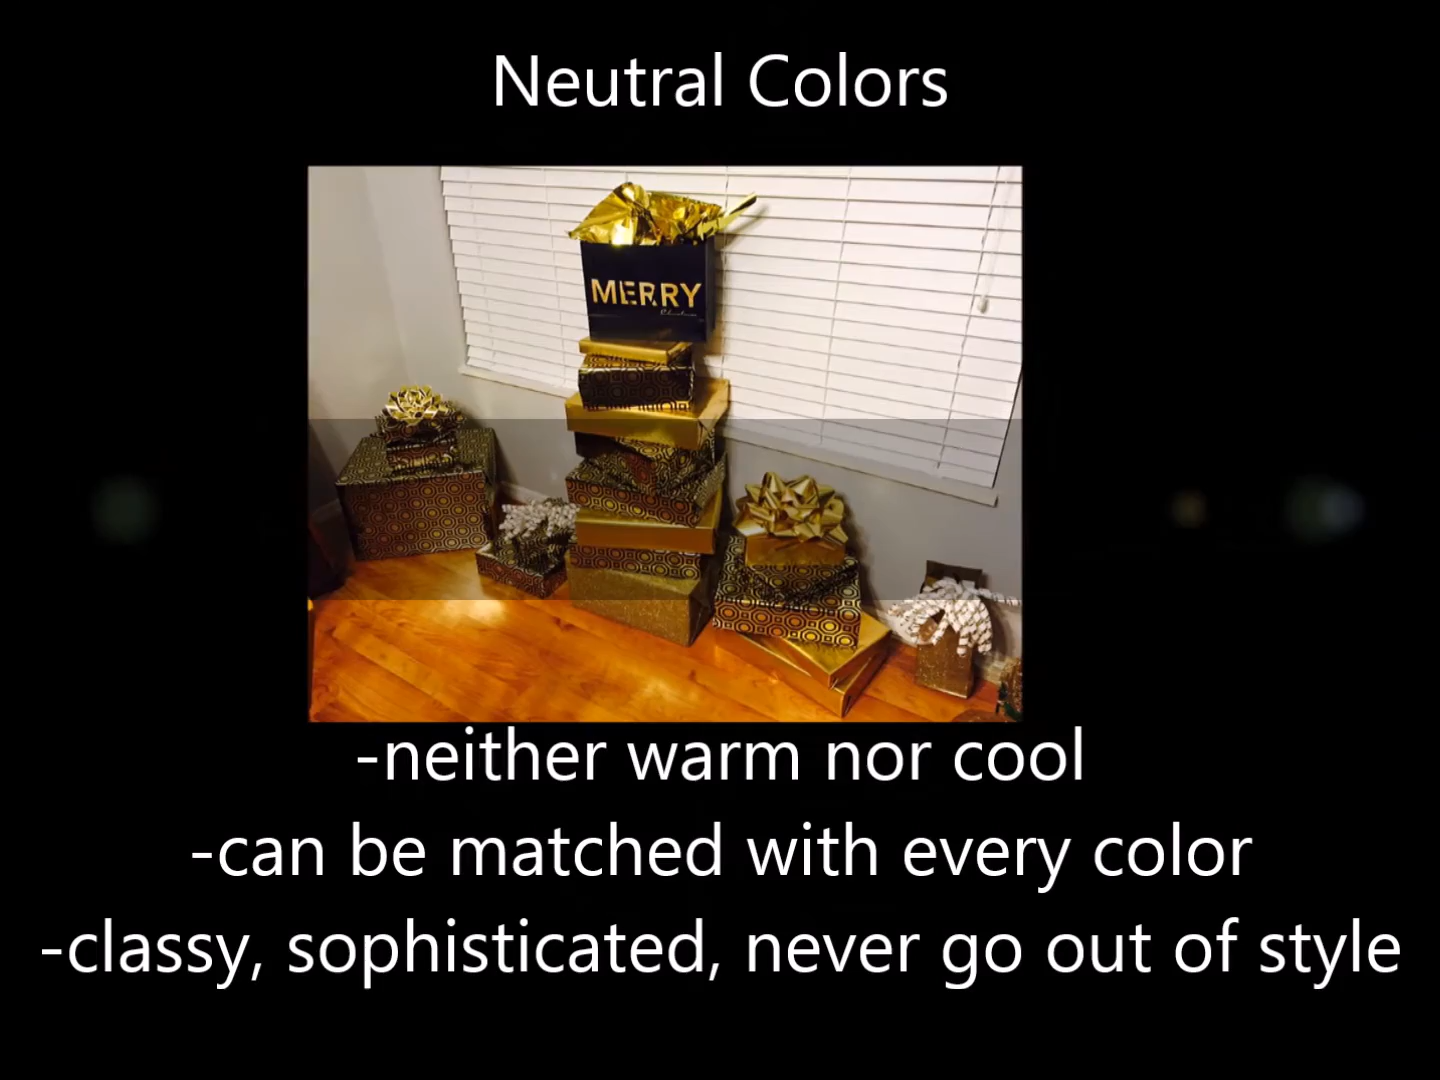 Neutral Colors
MERRY
-neither warm nor cool
-can be matched with every color
-classy, sophisticated, never go out of style